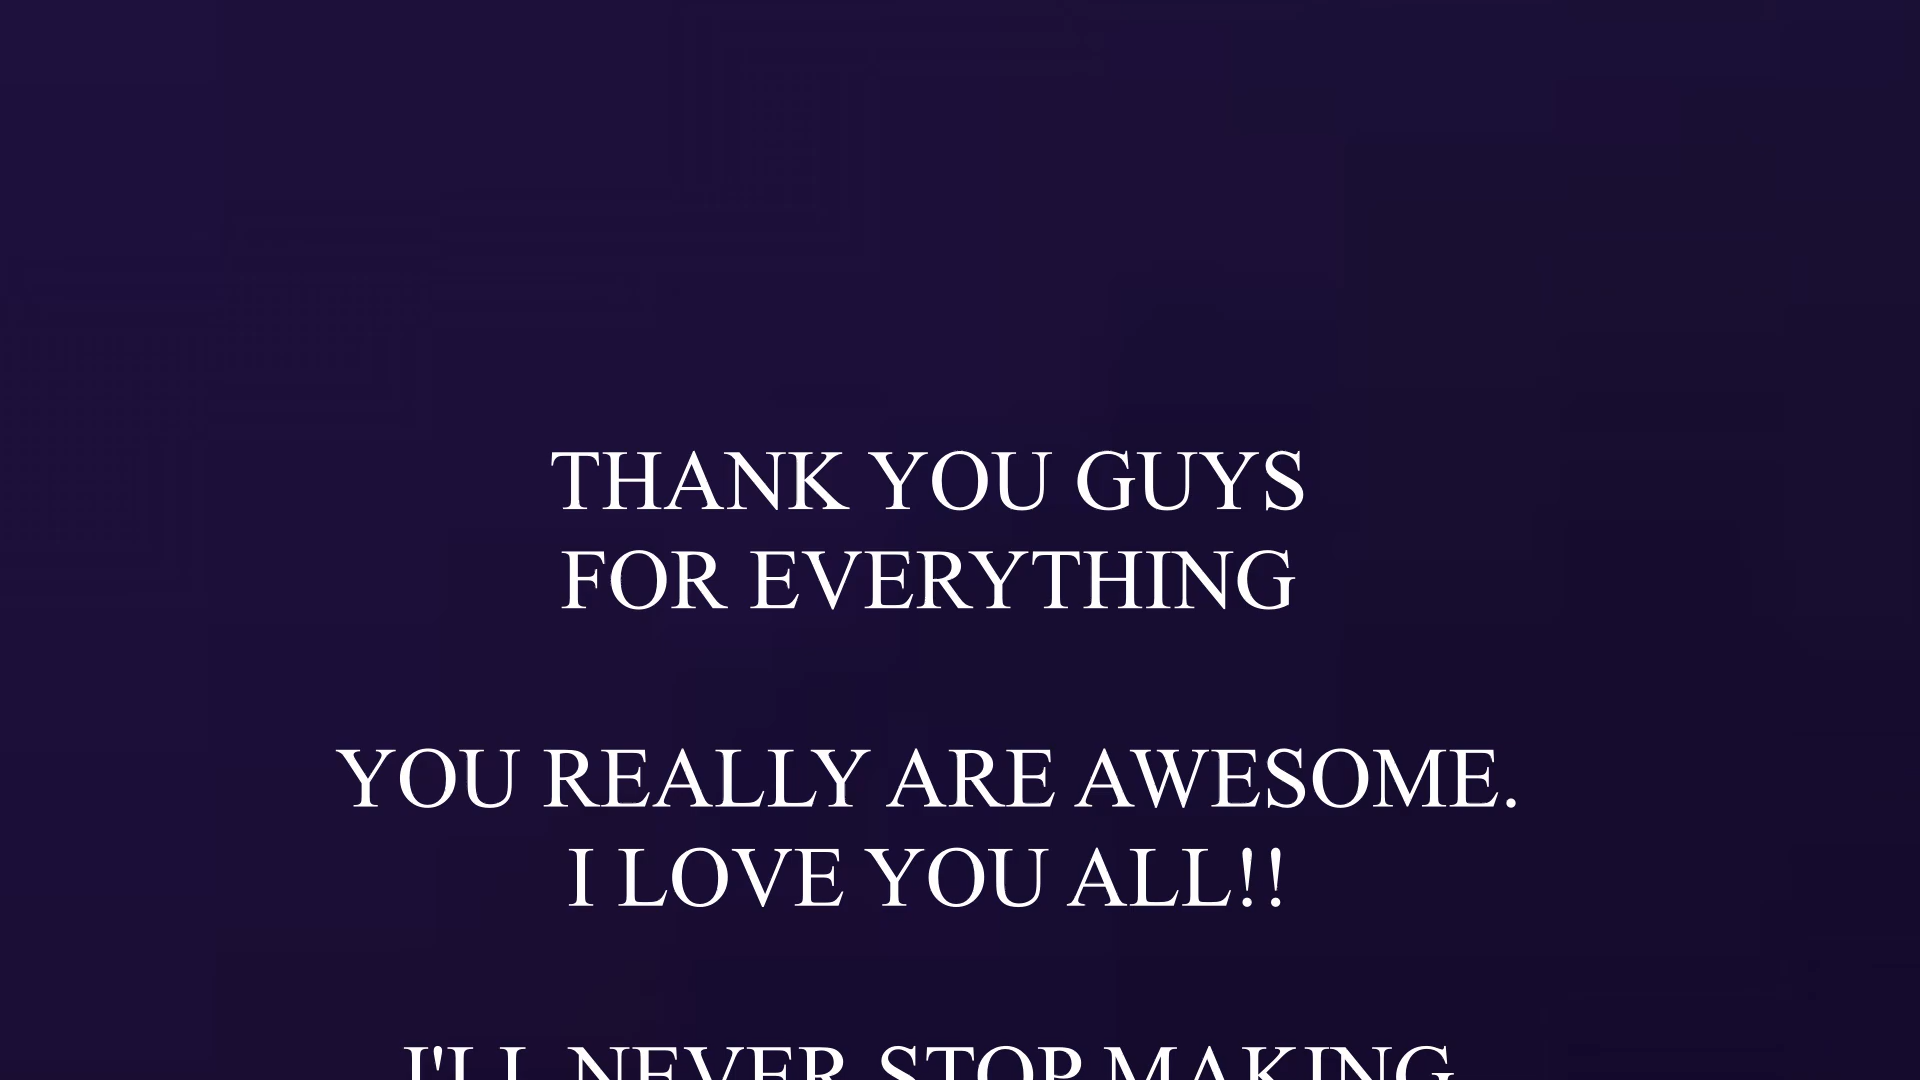 THANK YOU GUYS
FOR EVERYTHING
YOU REALLY ARE AWESOME.
I LOVE YOU ALL!!
I'LL NEVER STOP MAKING